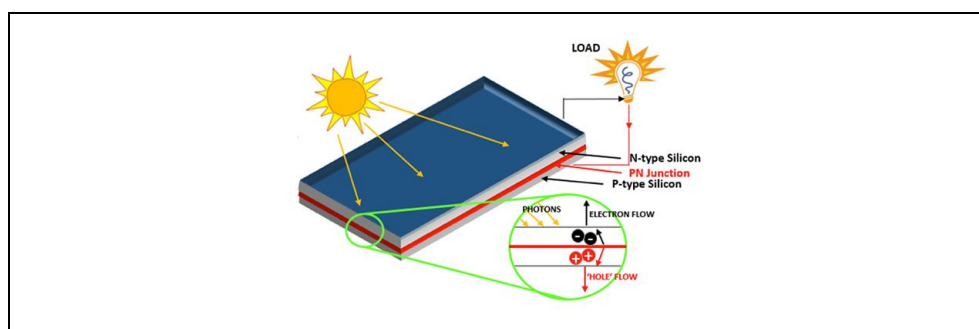 LOAD
N-type Silicon
PN Junction
P-type Silicon
PHOTONS
ELECTRON FLOW
'HOLE' FLOW